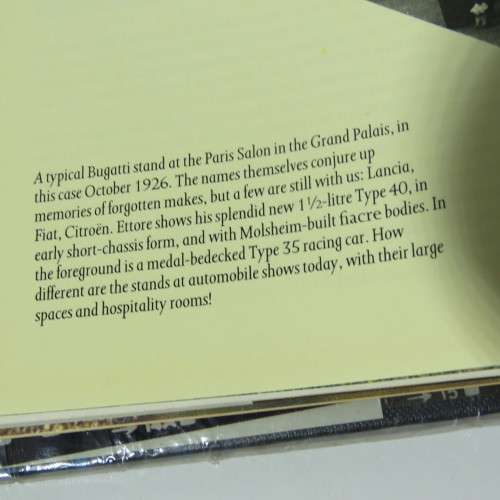 A typical Bugatti stand at the Paris Salon in the Grand Palais, in
this case October 1926. The names themselves conjure up
memories of forgotten makes, but a few are still with us: Lancia,
Fiat, Citroën. Ettore shows his splendid new 1½-litre Type 40, in
early short-chassis form, and with Molsheim-built fiacre bodies. In
the foreground is a medal-bedecked Type 35 racing car. How
different are the stands at automobile shows today, with their large
spaces and hospitality rooms!